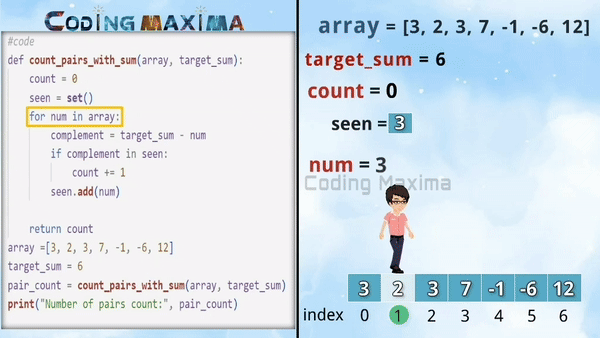 CODING MAXIMA
#code
def count_pairs_with_sum(array, target_sum):
count = 0
seen = set()
for num in array:
complement = target_sum - num
if complement in seen:
count += 1
seen.add(num)
return count
array =[3, 2, 3, 7, -1, -6, 12]
target_sum = 6
pair_count = count_pairs_with_sum(array, target_sum)
print("Number of pairs count:", pair_count)
array = [3, 2, 3, 7, -1, -6, 12]
target_sum = 6
count = 0
seen = 3
num = 3
Coding Maxima
3 2 3 7 -1 -6 12
index 0 1 2 3 4 5 6